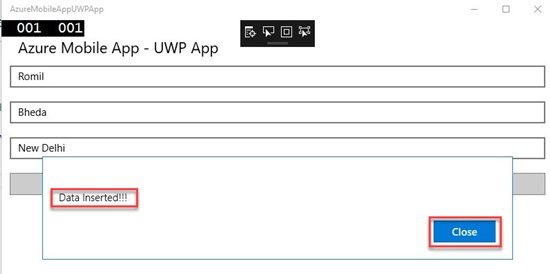 AzureMobileAppUWPApp
001 001
Azure Mobile App - UWP App
Romil
Bheda
New Delhi
Data Inserted!!!
Close